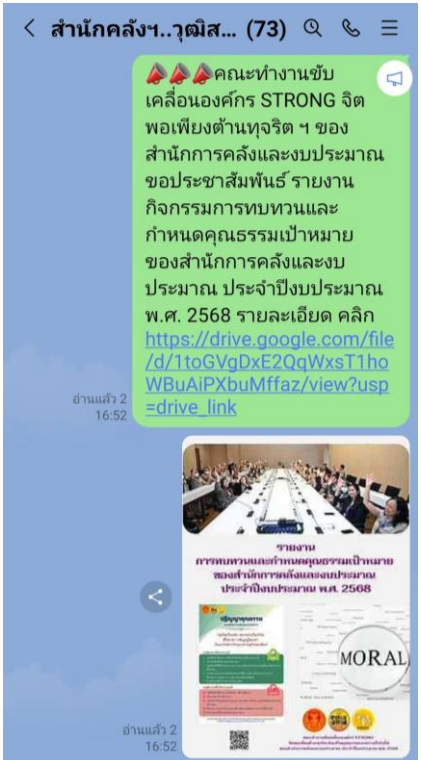 สำนักคลังฯ..วุฒิส... (73)
📣📣📣คณะทำงานขับ
เคลื่อนองค์กร STRONG จิต
พอเพียงต้านทุจริต ฯ ของ
สำนักการคลังและงบประมาณ
ขอประชาสัมพันธ์ รายงาน
กิจกรรมการทบทวนและ
กำหนดคุณธรรมเป้าหมาย
ของสำนักการคลังและงบ
ประมาณ ประจำปีงบประมาณ
พ.ศ. 2568 รายละเอียด คลิก
https://drive.google.com/file
/d/1toGVgDxE2QqWxsT1ho
WBuAiPXbuMffaz/view?usp
=drive_link
อ่านแล้ว 2
16:52
รายงาน
การทบทวนและกำหนดคุณธรรมเป้าหมาย
ของสำนักการคลังและงบประมาณ
ประจำปีงบประมาณ พ.ศ. 2568
MORAL
อ่านแล้ว 2
16:52